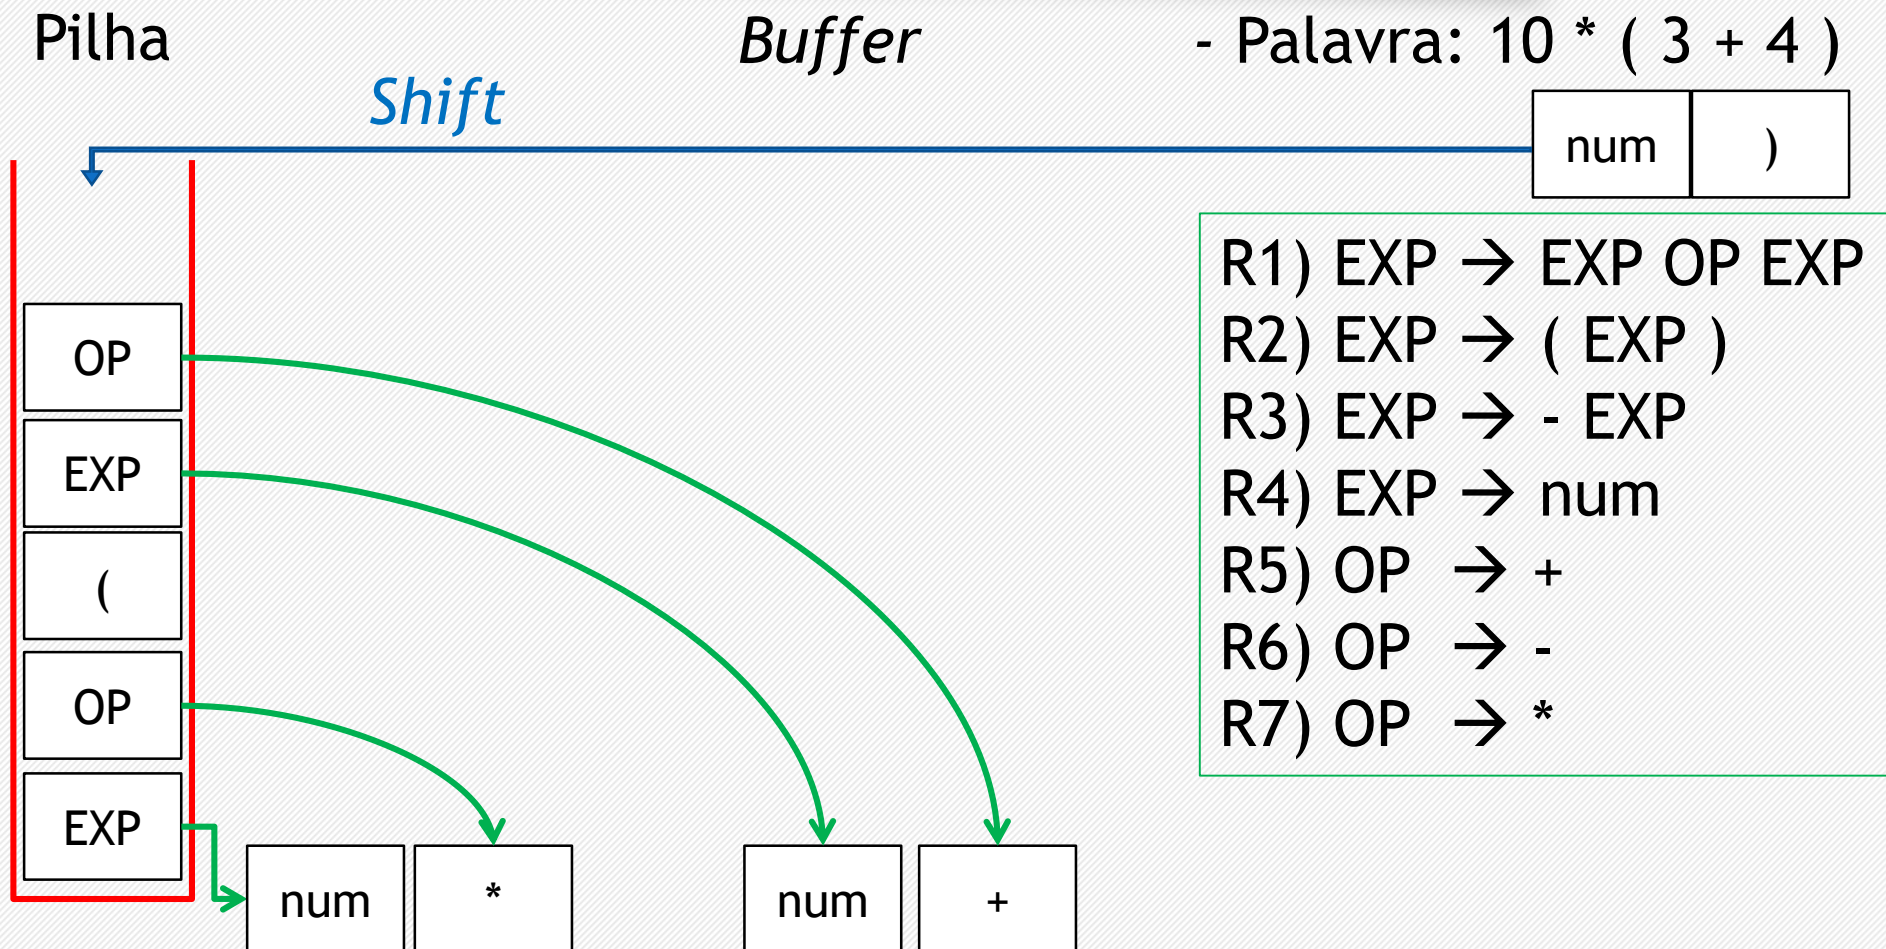 Pilha
Buffer
- Palavra: 10 * ( 3 + 4 )
Shift
num )
R1) EXP → EXP OP EXP
R2) EXP → ( EXP )
R3) EXP → - EXP
R4) EXP → num
R5) OP → +
R6) OP → -
R7) OP → *
OP
EXP
(
OP
EXP
num * num +